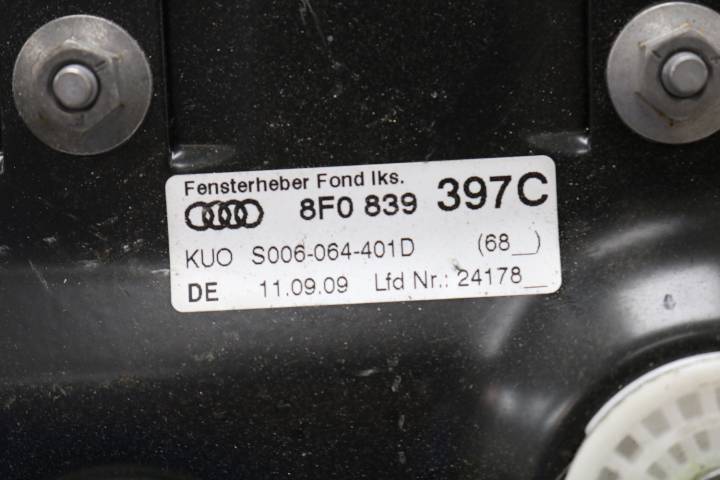 Fensterheber Fond lks.
8F0 839 397C
KUO S006-064-401D (68__)
DE 11.09.09 Lfd Nr.: 24178__